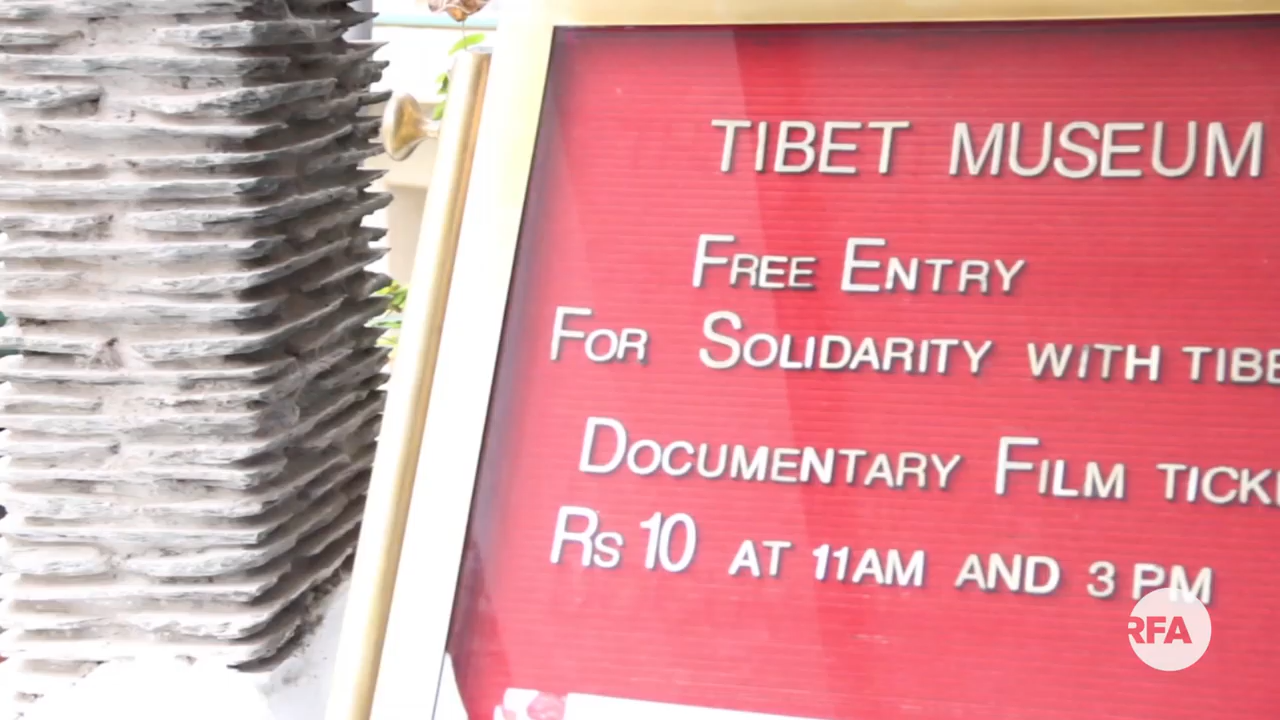 TIBET MUSEUM
FREE ENTRY
FOR SOLIDARITY WITH TIBE
DOCUMENTARY FILM TICK
Rs 10 AT 11AM AND 3 PM
RFA